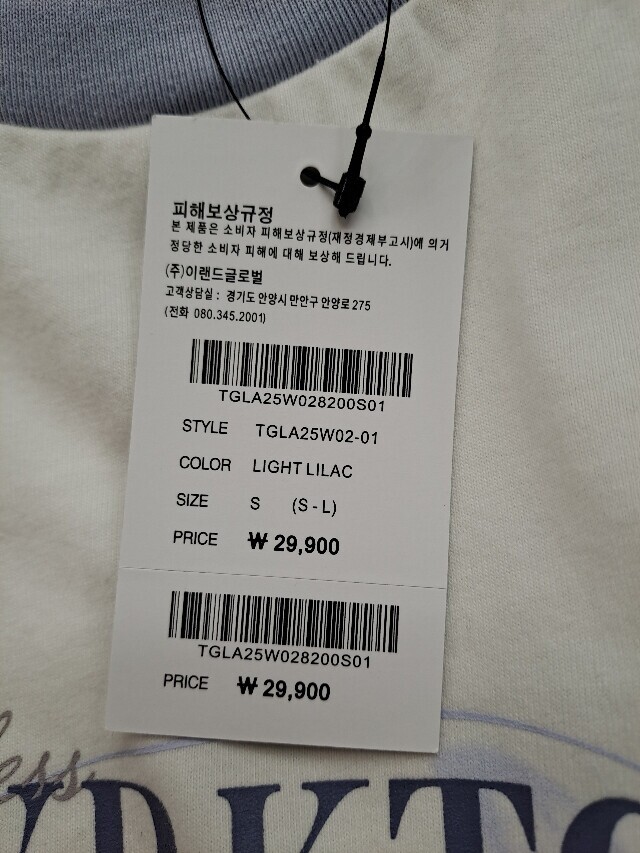 피해보상규정
본 제품은 소비자 피해보상규정(재정경제부고시)에 의거
정당한 소비자 피해에 대해 보상해 드립니다.
(주)이랜드글로벌
고객상담실 : 경기도 안양시 만안구 안양로 275
(전화 080.345.2001)
TGLA25W028200S01
STYLE TGLA25W02-01
COLOR LIGHT LILAC
SIZE S (S - L)
PRICE ₩ 29,900
TGLA25W028200S01
PRICE ₩ 29,900